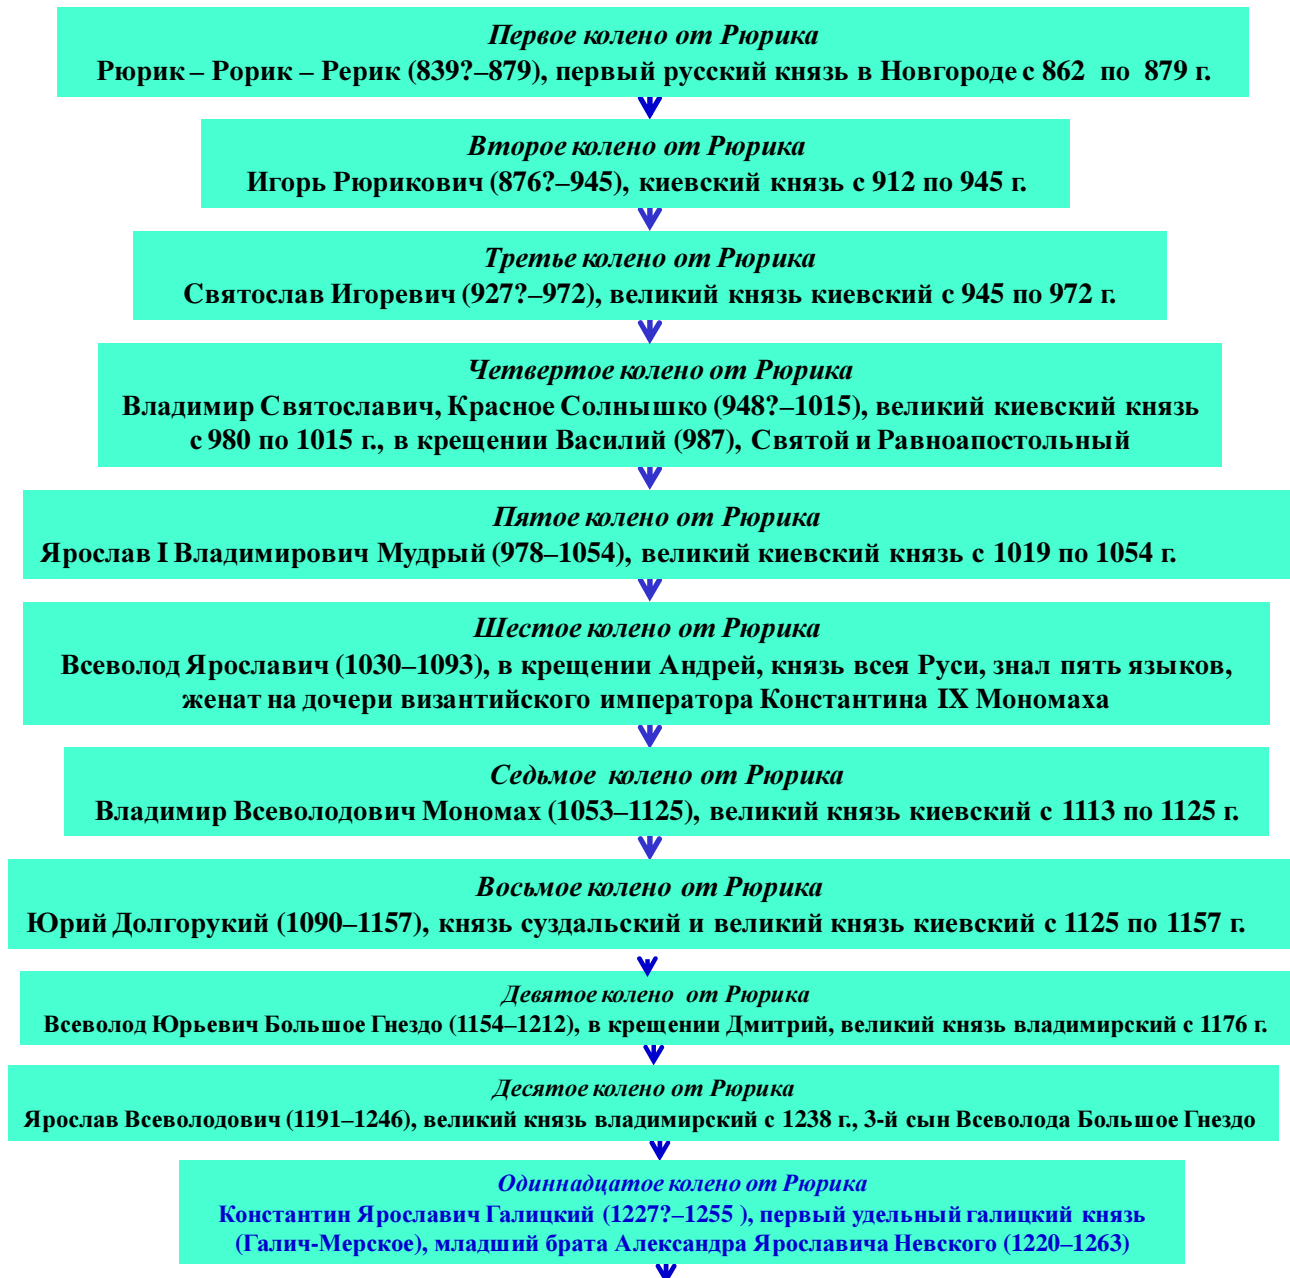 Первое колено от Рюрика
Рюрик – Рорик – Рерик (839?–879), первый русский князь в Новгороде с 862 по 879 г.
Второе колено от Рюрика
Игорь Рюрикович (876?–945), киевский князь с 912 по 945 г.
Третье колено от Рюрика
Святослав Игоревич (927?–972), великий князь киевский с 945 по 972 г.
Четвертое колено от Рюрика
Владимир Святославич, Красное Солнышко (948?–1015), великий киевский князь
с 980 по 1015 г., в крещении Василий (987), Святой и Равноапостольный
Пятое колено от Рюрика
Ярослав I Владимирович Мудрый (978–1054), великий киевский князь с 1019 по 1054 г.
Шестое колено от Рюрика
Всеволод Ярославич (1030–1093), в крещении Андрей, князь всея Руси, знал пять языков,
женат на дочери византийского императора Константина IX Мономаха
Седьмое колено от Рюрика
Владимир Всеволодович Мономах (1053–1125), великий князь киевский с 1113 по 1125 г.
Восьмое колено от Рюрика
Юрий Долгорукий (1090–1157), князь суздальский и великий князь киевский с 1125 по 1157 г.
Девятое колено от Рюрика
Всеволод Юрьевич Большое Гнездо (1154–1212), в крещении Дмитрий, великий князь владимирский с 1176 г.
Десятое колено от Рюрика
Ярослав Всеволодович (1191–1246), великий князь владимирский с 1238 г., 3-й сын Всеволода Большое Гнездо
Одиннадцатое колено от Рюрика
Константин Ярославич Галицкий (1227?–1255 ), первый удельный галицкий князь
(Галич-Мерское), младший брата Александра Ярославича Невского (1220–1263)